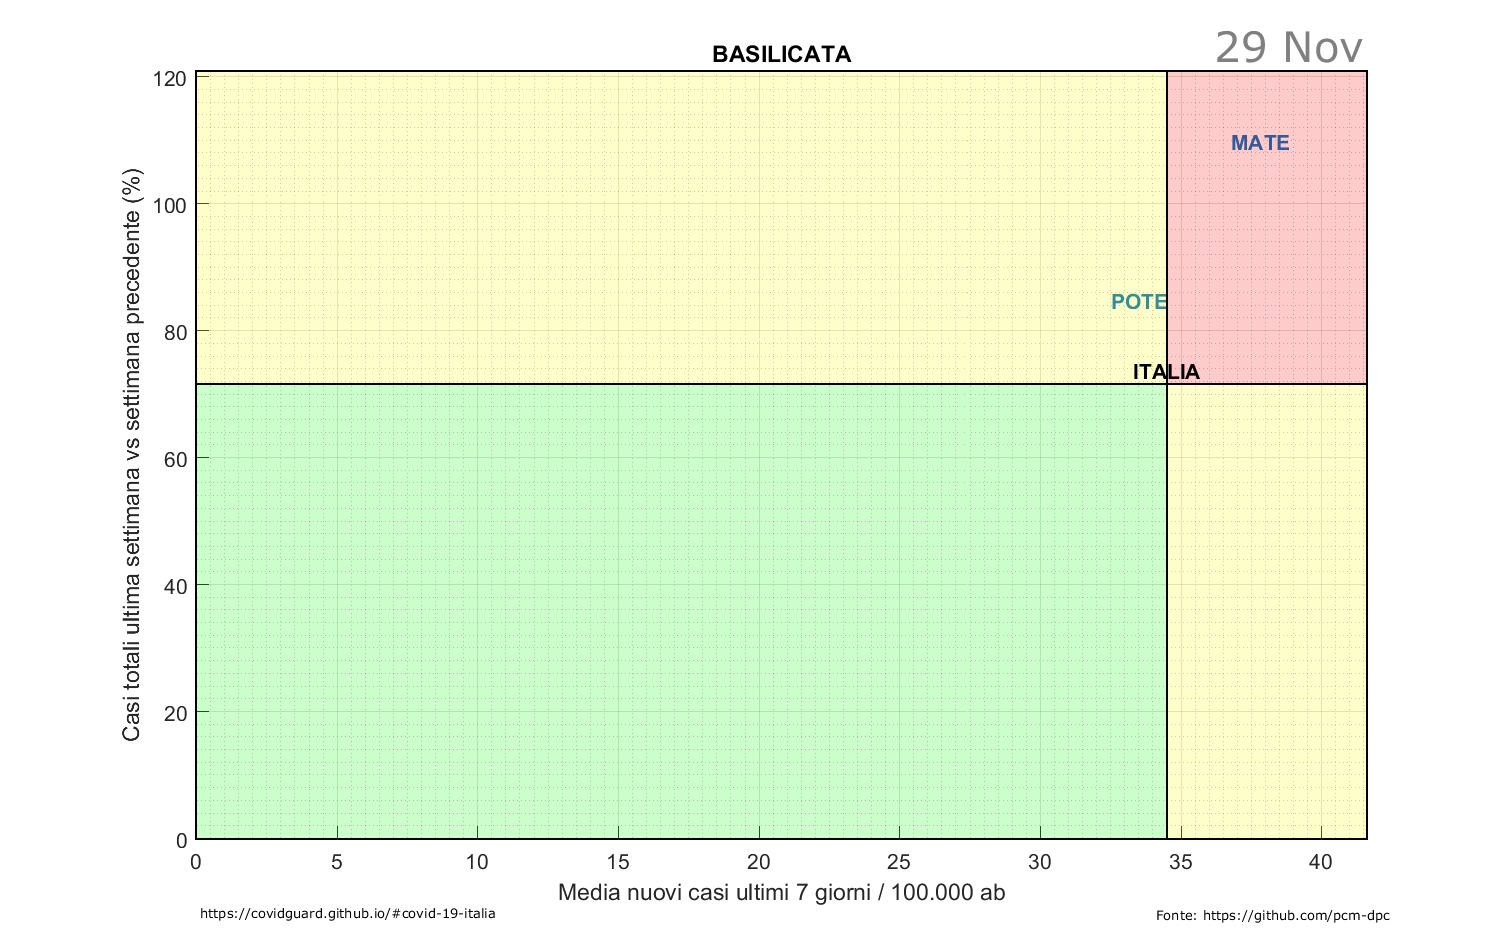 BASILICATA
29 Nov
Casi totali ultima settimana vs settimana precedente (%)
120
100
80
60
40
20
0
MATE
POTE
ITALIA
0 5 10 15 20 25 30 35 40
Media nuovi casi ultimi 7 giorni / 100.000 ab
https://covidguard.github.io/#covid-19-italia
Fonte: https://github.com/pcm-dpc